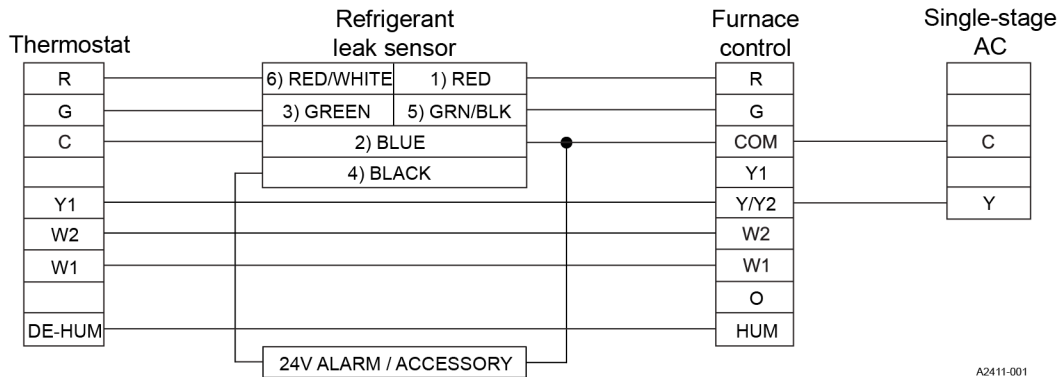 Thermostat
Refrigerant
leak sensor
Furnace
control
Single-stage
AC
R
6) RED/WHITE 1) RED
R
G
3) GREEN 5) GRN/BLK
G
C
2) BLUE
COM
C
4) BLACK
Y1
Y1
Y/Y2
Y
W2
W2
W1
W1
O
DE-HUM
HUM
24V ALARM / ACCESSORY
A2411-001